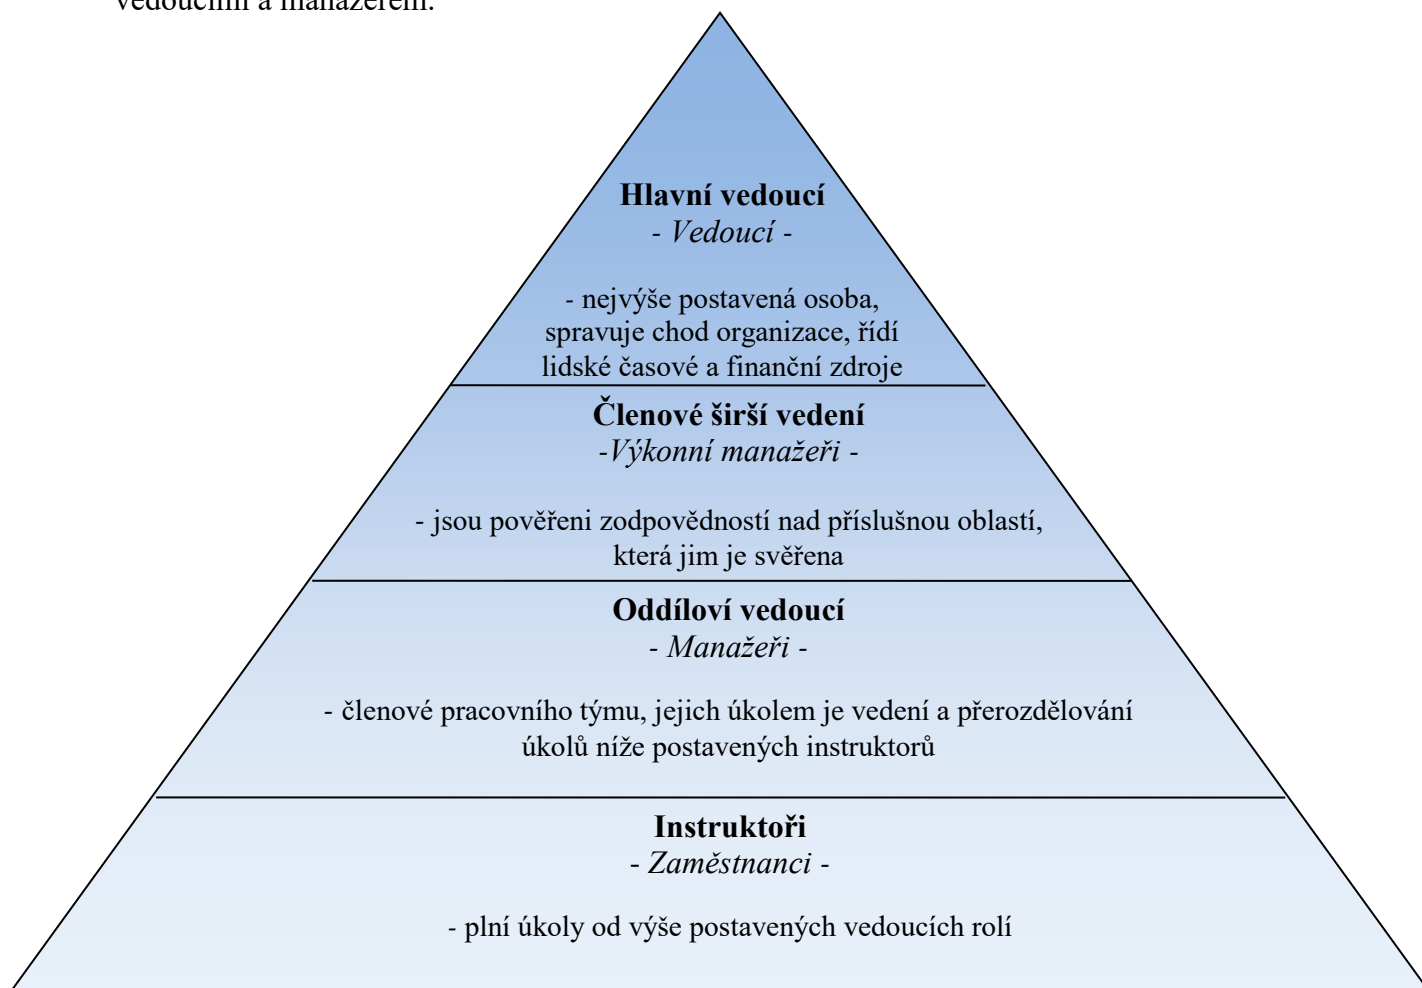 vedoucími a manažerem.
Hlavní vedoucí
- Vedoucí -
- nejvýše postavená osoba,
spravuje chod organizace, řídí
lidské časové a finanční zdroje
Členové širší vedení
-Výkonní manažeři -
- jsou pověřeni zodpovědností nad příslušnou oblastí,
která jim je svěřena
Oddíloví vedoucí
- Manažeři -
- členové pracovního týmu, jejich úkolem je vedení a přerozdělování
úkolů níže postavených instruktorů
Instruktoři
- Zaměstnanci -
- plní úkoly od výše postavených vedoucích rolí